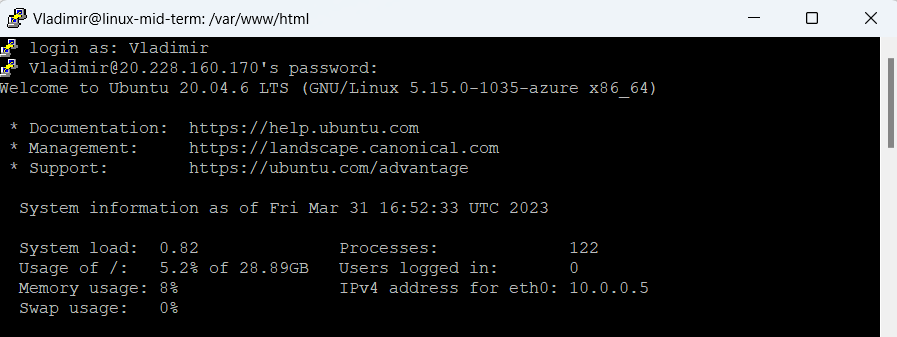 Vladimir@linux-mid-term: /var/www/html
login as: Vladimir
Vladimir@20.228.160.170's password:
Welcome to Ubuntu 20.04.6 LTS (GNU/Linux 5.15.0-1035-azure x86_64)
* Documentation:  https://help.ubuntu.com
* Management:     https://landscape.canonical.com
* Support:        https://ubuntu.com/advantage
System information as of Fri Mar 31 16:52:33 UTC 2023
System load:  0.82              Processes:             122
Usage of /:   5.2% of 28.89GB   Users logged in:       0
Memory usage: 8%                IPv4 address for eth0: 10.0.0.5
Swap usage:   0%